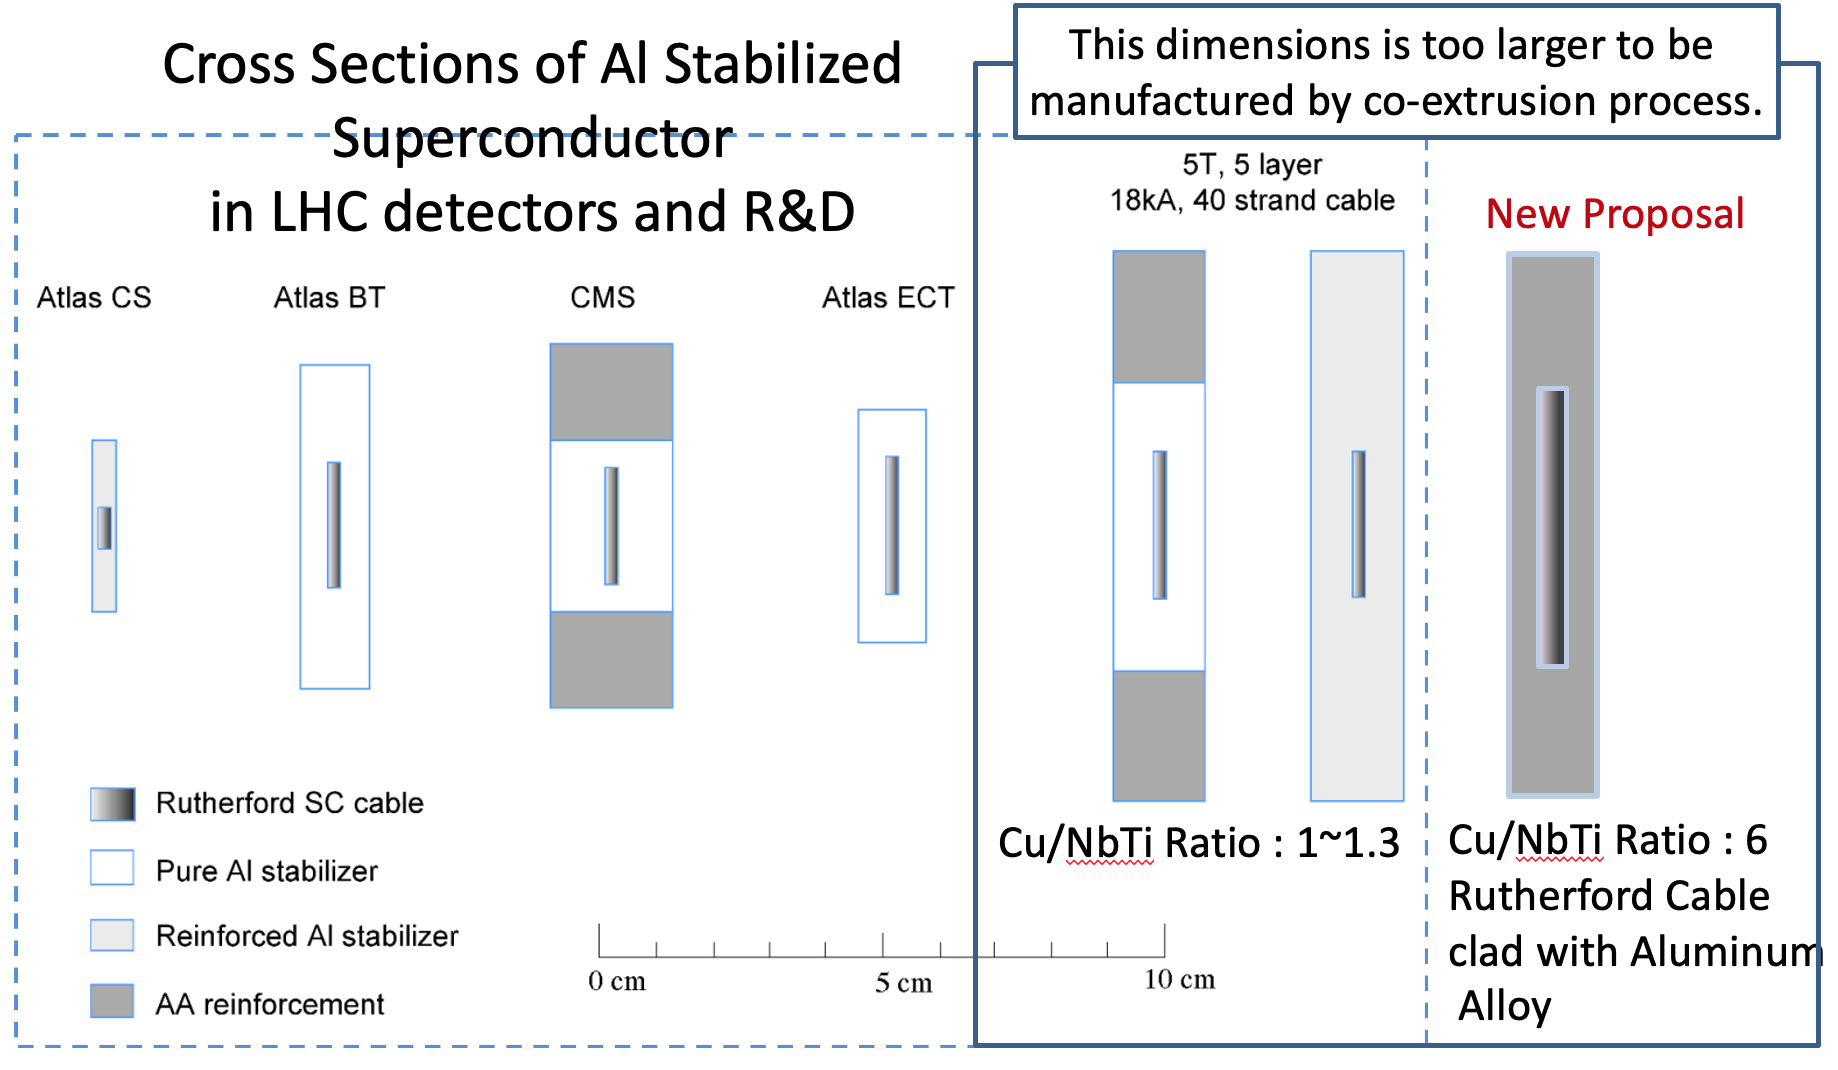 Cross Sections of Al Stabilized
Superconductor
in LHC detectors and R&D
This dimensions is too larger to be
manufactured by co-extrusion process.
5T, 5 layer
18kA, 40 strand cable
New Proposal
Atlas CS
Atlas BT
CMS
Atlas ECT
Rutherford SC cable
Pure Al stabilizer
Reinforced Al stabilizer
AA reinforcement
0 cm
5 cm
10 cm
Cu/NbTi Ratio : 1~1.3
Cu/NbTi Ratio : 6
Rutherford Cable
clad with Aluminum
Alloy